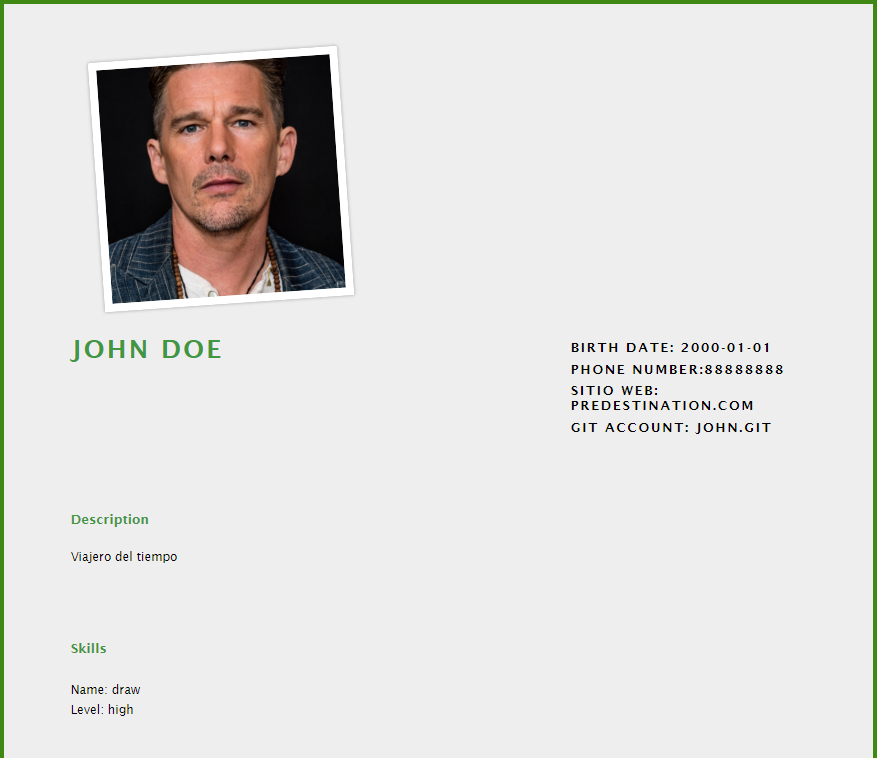 JOHN DOE
BIRTH DATE: 2000-01-01
PHONE NUMBER:88888888
SITIO WEB:
PREDESTINATION.COM
GIT ACCOUNT: JOHN.GIT
Description
Viajero del tiempo
Skills
Name: draw
Level: high